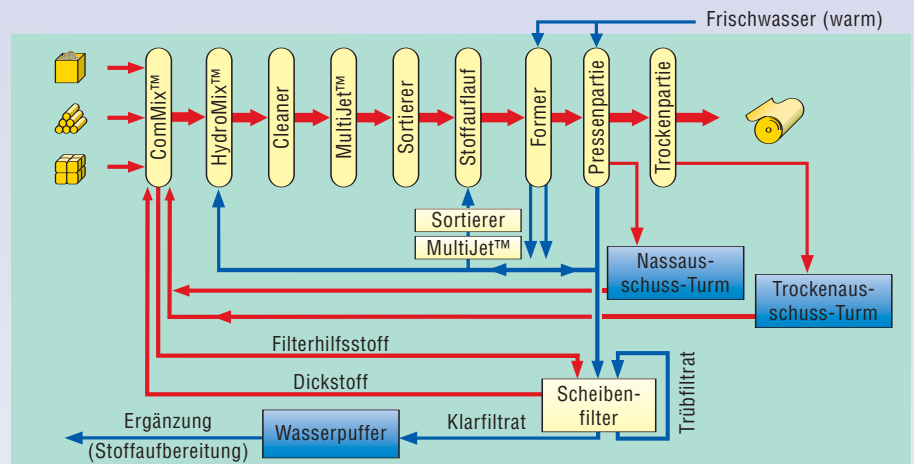 Frischwasser (warm)
ComMix™
HydroMix™
Cleaner
MultiJet™
Sortierer
Stoffauflauf
Former
Pressenpartie
Trockenpartie
Sortierer
MultiJet™
Nassaus-
schuss-Turm
Trockenaus-
schuss-Turm
Filterhilfsstoff
Dickstoff
Scheiben-
filter
Trübfiltrat
Ergänzung
(Stoffaufbereitung)
Wasserpuffer
Klarfiltrat